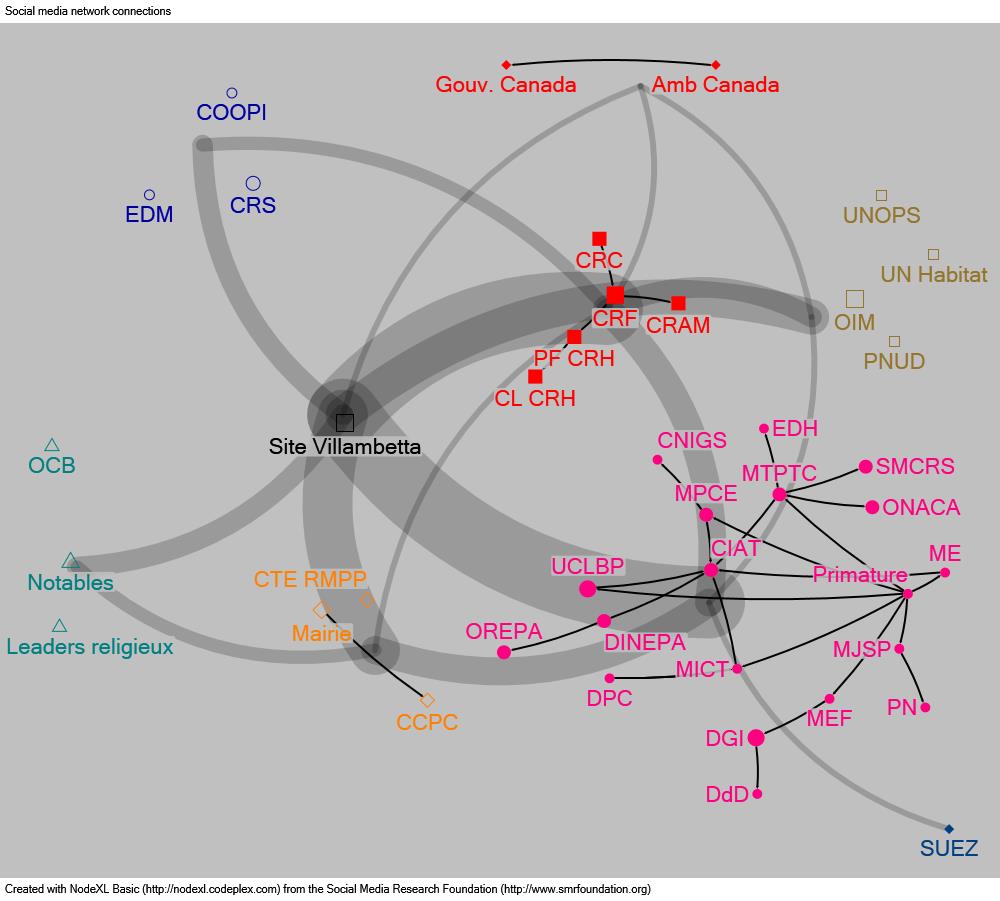 Social media network connections
Gouv. Canada
Amb Canada
COOPI
EDM
CRS
UNOPS
UN Habitat
OIM
PNUD
CRC
CRF
CRAM
PF CRH
CL CRH
Site Villambetta
OCB
Notables
Leaders religieux
CTE RMPP
Mairie
CCPC
CNIGS
EDH
MTPTC
SMCRS
MPCE
ONACA
CIAT
ME
UCLBP
Primature
OREPA
DINEPA
MJSP
MICT
DPC
PN
MEF
DGI
DdD
SUEZ
Created with NodeXL Basic (http://nodexl.codeplex.com) from the Social Media Research Foundation (http://www.smrfoundation.org)